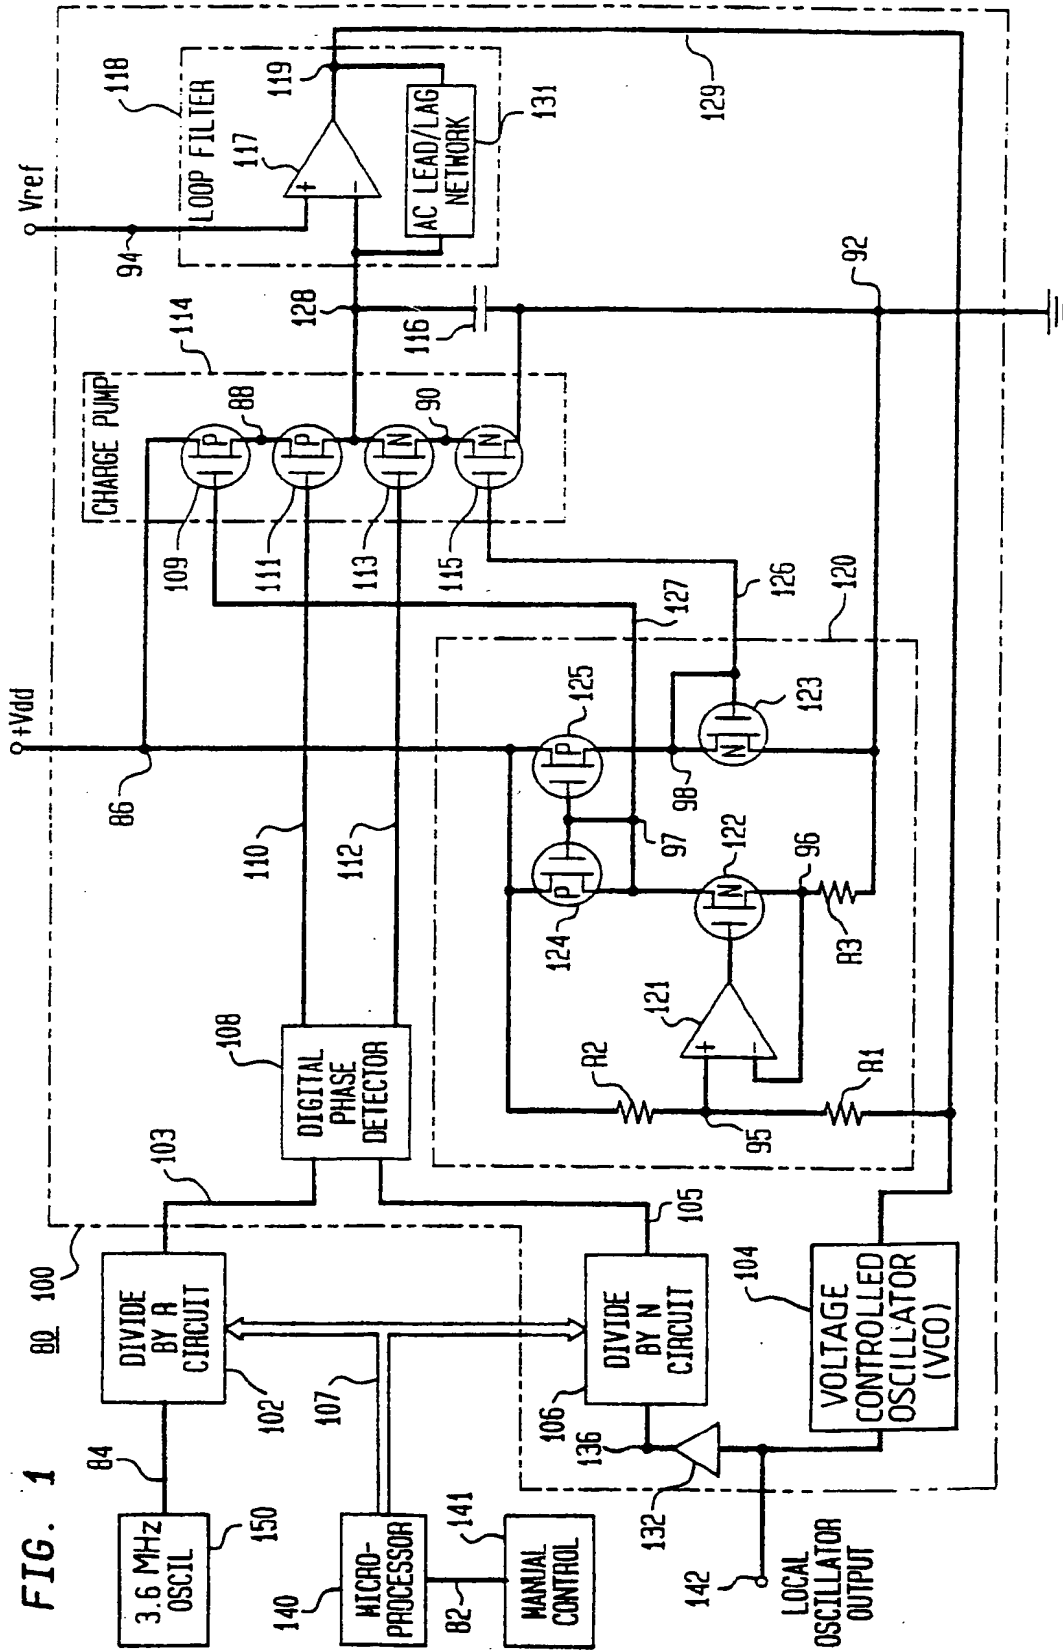 FIG. 1
80
100
3.6 MHz
OSCIL
150
84
DIVIDE
BY R
CIRCUIT
102
103
MICRO-
PROCESSOR
140
107
82
MANUAL
CONTROL
141
DIVIDE
BY N
CIRCUIT
106
105
136
132
142
LOCAL
OSCILLATOR
OUTPUT
VOLTAGE
CONTROLLED
OSCILLATOR
(VCO)
104
DIGITAL
PHASE
DETECTOR
108
110
112
+Vdd
86
CHARGE PUMP
114
109
P
88
111
P
113
N
90
115
N
126
127
120
124
P
125
P
97
98
122
N
123
N
96
121
+
−
R2
R1
R3
95
Vref
94
LOOP FILTER
118
117
+
−
119
AC LEAD/LAG
NETWORK
131
128
116
92
129